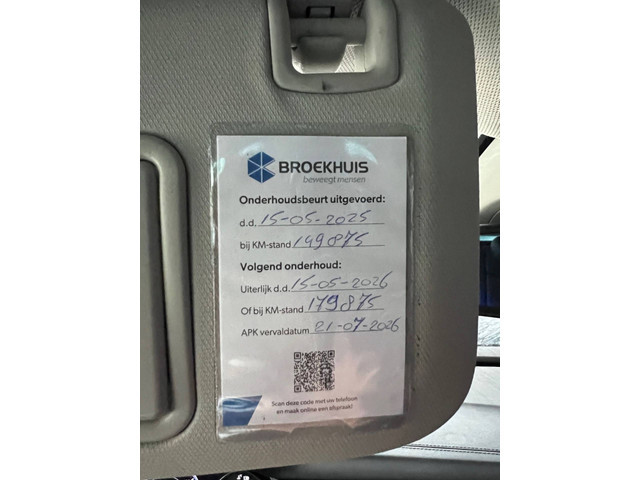 BROEKHUIS
beweegt mensen
Onderhoudsbeurt uitgevoerd:
d.d. 15-05-2025
bij KM-stand 149875
Volgend onderhoud:
Uiterlijk d.d. 15-05-2026
Of bij KM-stand 179875
APK vervaldatum 21-07-2026
Scan deze code met uw telefoon
en maak online een afspraak!